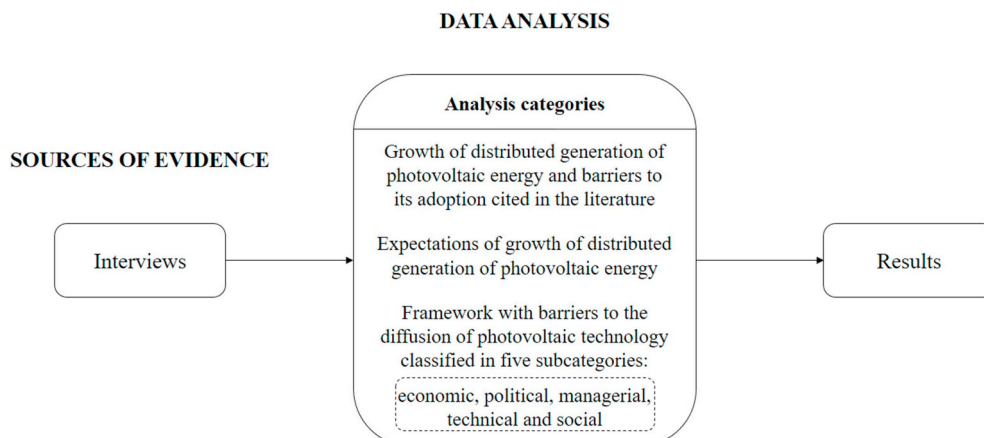 DATA ANALYSIS
SOURCES OF EVIDENCE
Interviews
Analysis categories
Growth of distributed generation of
photovoltaic energy and barriers to
its adoption cited in the literature
Expectations of growth of distributed
generation of photovoltaic energy
Framework with barriers to the
diffusion of photovoltaic technology
classified in five subcategories:
economic, political, managerial,
technical and social
Results